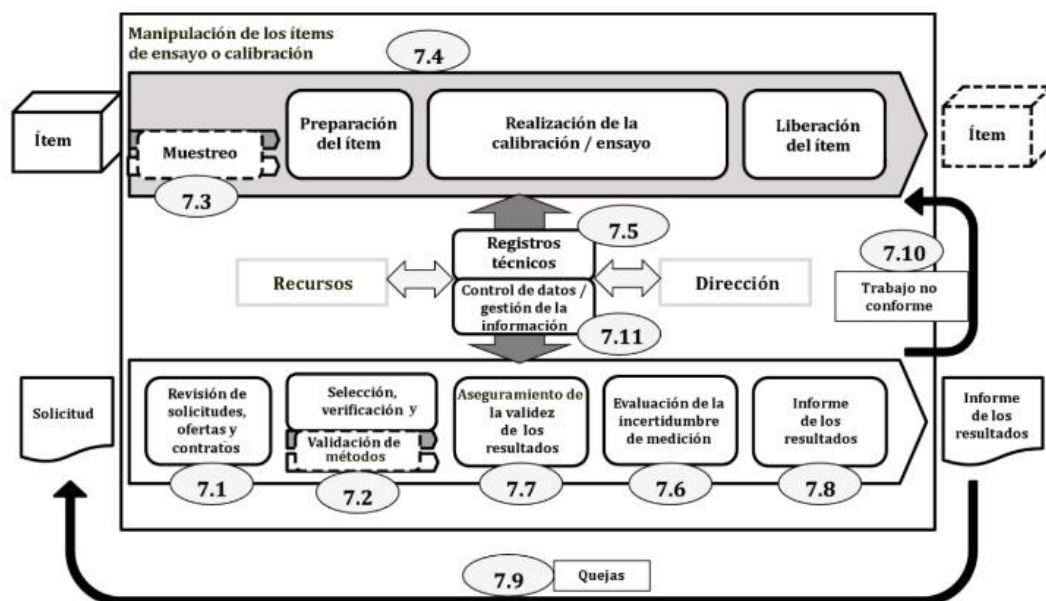 Manipulación de los ítems
de ensayo o calibración
7.4
Ítem
Muestreo
7.3
Preparación
del ítem
Realización de la
calibración / ensayo
Liberación
del ítem
Ítem
7.5
Registros
técnicos
Recursos
Control de datos /
gestión de la
información
7.11
Dirección
7.10
Trabajo no
conforme
Solicitud
Revisión de
solicitudes,
ofertas y
contratos
7.1
Selección,
verificación y
Validación de
métodos
7.2
Aseguramiento de
la validez
de los
resultados
7.7
Evaluación de la
incertidumbre
de medición
7.6
Informe
de los
resultados
7.8
Informe
de los
resultados
7.9
Quejas